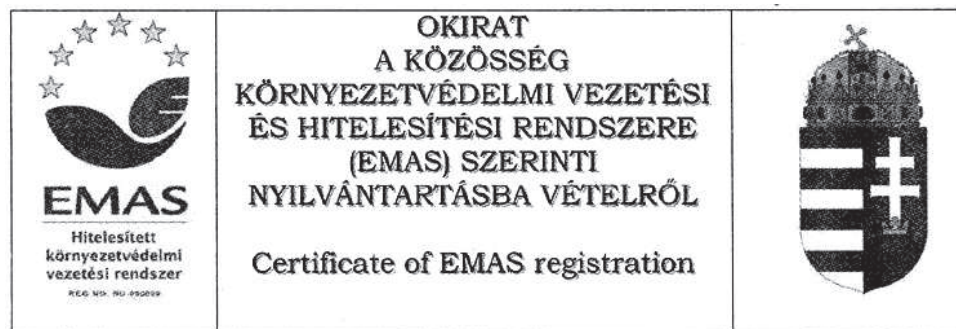 EMAS
Hitelesített
környezetvédelmi
vezetési rendszer
OKIRAT
A KÖZÖSSÉG
KÖRNYEZETVÉDELMI VEZETÉSI
ÉS HITELESÍTÉSI RENDSZERE
(EMAS) SZERINTI
NYILVÁNTARTÁSBA VÉTELRŐL
Certificate of EMAS registration